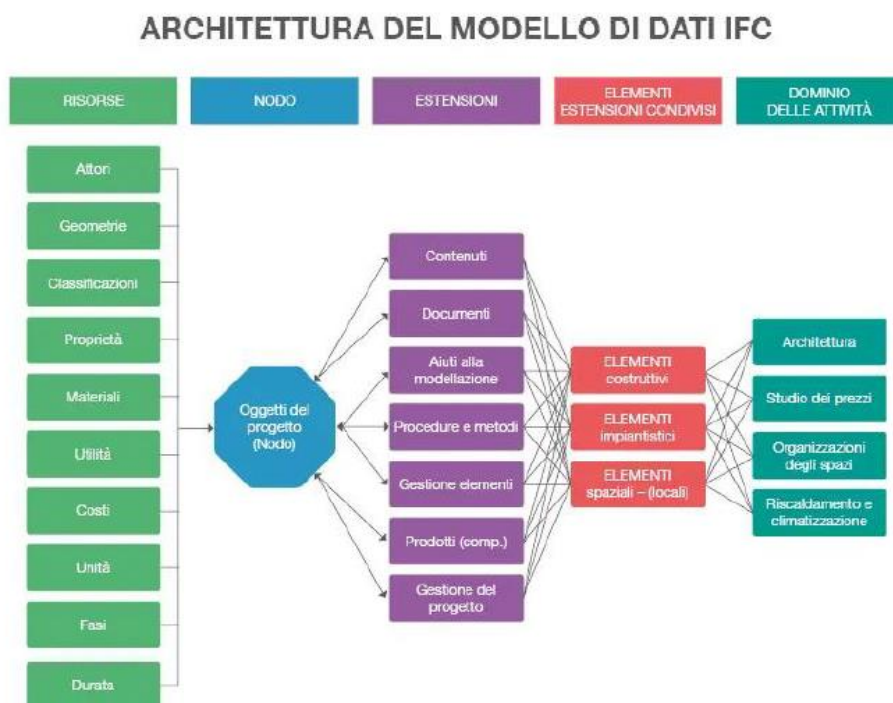 ARCHITETTURA DEL MODELLO DI DATI IFC
RISORSE
NODO
ESTENSIONI
ELEMENTI
ESTENSIONI CONDIVISI
DOMINIO
DELLE ATTIVITÀ
Attori
Geometrie
Classificazioni
Proprietà
Materiali
Utilità
Costi
Unità
Fasi
Durata
Oggetti del
progetto
(Nodo)
Contenuti
Documenti
Aiuti alla
modellazione
Procedure e metodi
Gestione elementi
Prodotti (comp.)
Gestione del
progetto
ELEMENTI
costruttivi
ELEMENTI
impiantistici
ELEMENTI
spaziali – (locali)
Architettura
Studio dei prezzi
Organizzazioni
degli spazi
Riscaldamento e
climatizzazione